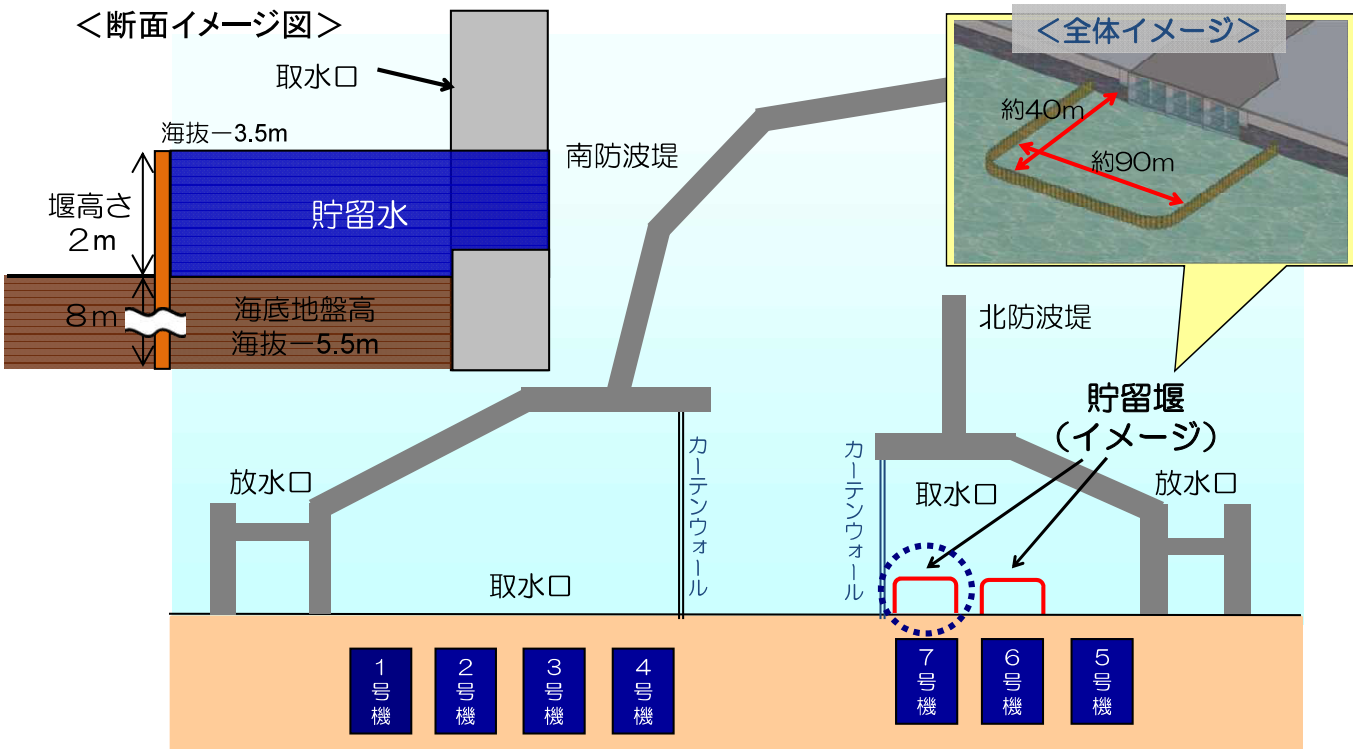 ＜断面イメージ図＞
取水口
海抜－3.5m
堰高さ
２ｍ
貯留水
８ｍ
海底地盤高
海抜－5.5m
＜全体イメージ＞
約40m
約90m
南防波堤
北防波堤
貯留堰
（イメージ）
放水口
カーテンウォール
取水口
カーテンウォール
取水口
放水口
１号機
２号機
３号機
４号機
７号機
６号機
５号機